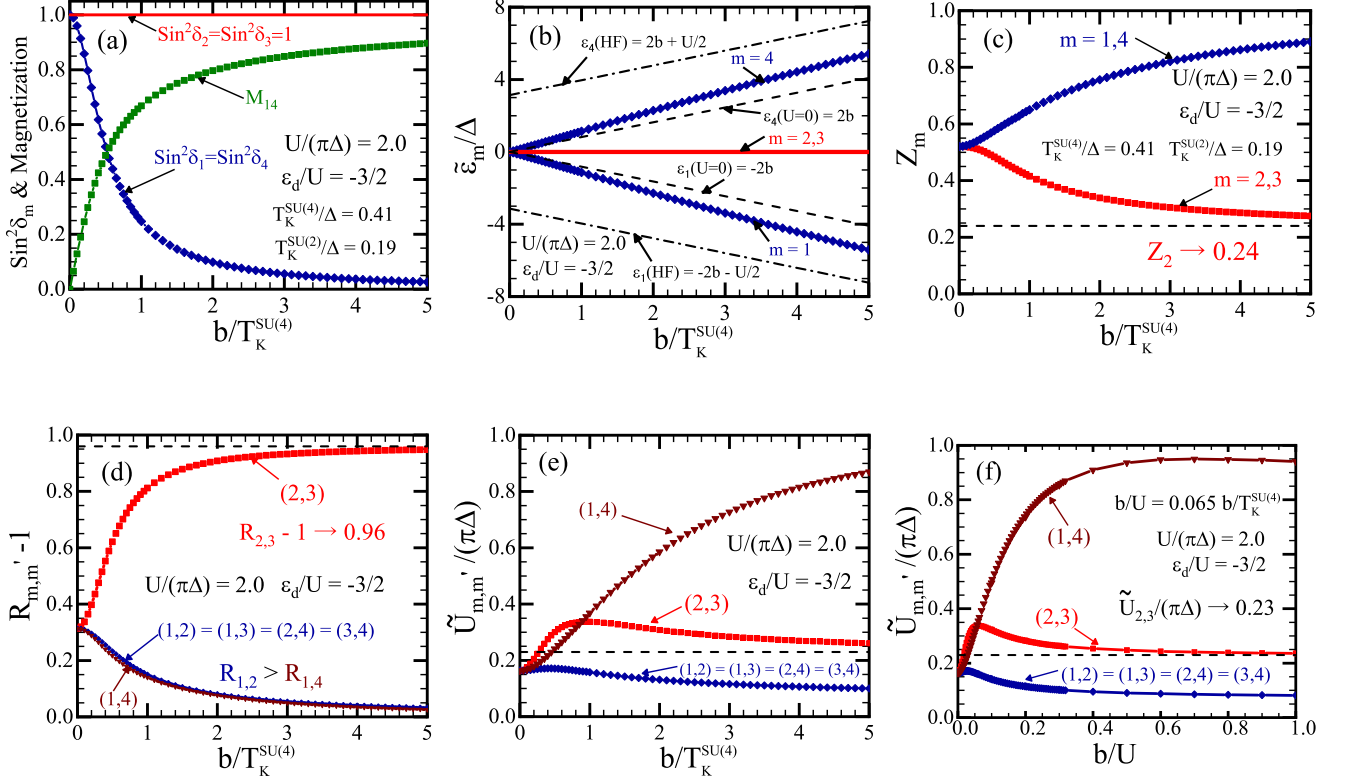 (a)
Sin²δ₂=Sin²δ₃=1
M₁₄
Sin²δ₁=Sin²δ₄
U/(πΔ) = 2.0
ε_d/U = -3/2
T_K^SU(4)/Δ = 0.41
T_K^SU(2)/Δ = 0.19
Sin²δ_m & Magnetization
1.0
0.8
0.6
0.4
0.2
0.0
0 1 2 3 4 5
b/T_K^SU(4)
(b)
ε₄(HF) = 2b + U/2
m = 4
ε₄(U=0) = 2b
m = 2,3
ε₁(U=0) = -2b
m = 1
U/(πΔ) = 2.0
ε_d/U = -3/2
ε₁(HF) = -2b - U/2
ε̃_m/Δ
8
4
0
-4
-8
0 1 2 3 4 5
b/T_K^SU(4)
(c)
m = 1,4
U/(πΔ) = 2.0
ε_d/U = -3/2
T_K^SU(4)/Δ = 0.41 T_K^SU(2)/Δ = 0.19
m = 2,3
Z₂ → 0.24
Z_m
1.0
0.8
0.6
0.4
0.2
0.0
0 1 2 3 4 5
b/T_K^SU(4)
(d)
(2,3)
R₂,₃ - 1 → 0.96
U/(πΔ) = 2.0 ε_d/U = -3/2
(1,2) = (1,3) = (2,4) = (3,4)
R₁,₂ > R₁,₄
(1,4)
R_m,m' -1
1.0
0.8
0.6
0.4
0.2
0.0
0 1 2 3 4 5
b/T_K^SU(4)
(e)
(1,4)
U/(πΔ) = 2.0
ε_d/U = -3/2
(2,3)
(1,2) = (1,3) = (2,4) = (3,4)
Ũ_m,m'/(πΔ)
1.0
0.8
0.6
0.4
0.2
0.0
0 1 2 3 4 5
b/T_K^SU(4)
(f)
b/U = 0.065 b/T_K^SU(4)
(1,4)
U/(πΔ) = 2.0
ε_d/U = -3/2
Ũ₂,₃/(πΔ) → 0.23
(2,3)
(1,2) = (1,3) = (2,4) = (3,4)
Ũ_m,m'/(πΔ)
1.0
0.8
0.6
0.4
0.2
0.0
0.0 0.2 0.4 0.6 0.8 1.0
b/U